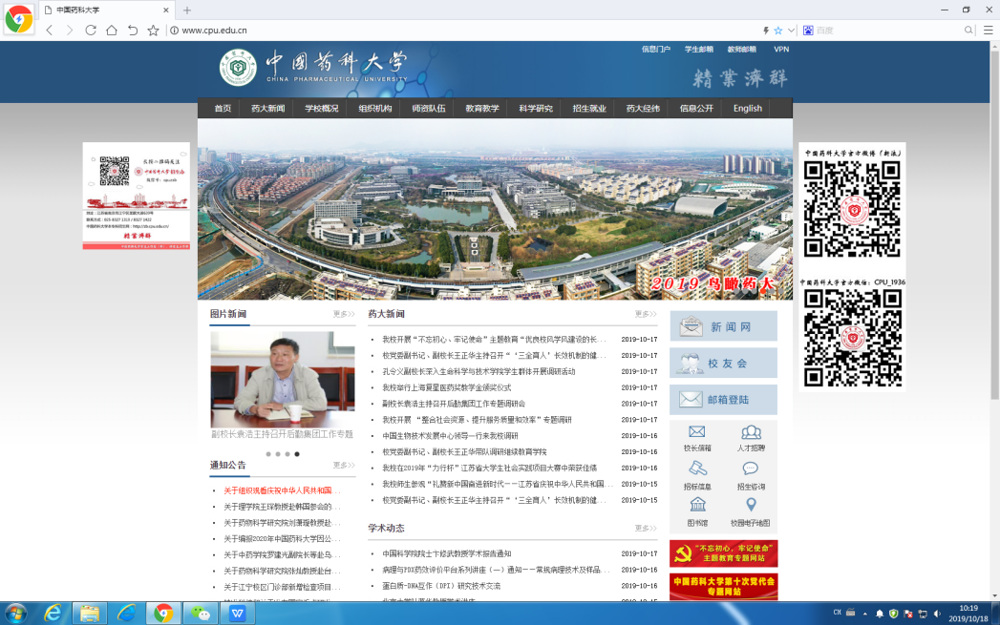 中国药科大学
www.cpu.edu.cn
百度
信息门户 学生邮箱 教师邮箱 VPN
中國药科大学
CHINA PHARMACEUTICAL UNIVERSITY
精業濟群
首页 药大新闻 学校概况 组织机构 师资队伍 教育教学 科学研究 招生就业 药大经纬 信息公开 English
精業濟群
中国药科大学官方微博（新浪）
中国药科大学官方微信：CPU_1936
2019 鸟瞰药大
图片新闻 更多>>
副校长袁浩主持召开后勤集团工作专题
通知公告 更多>>
关于组织观看庆祝中华人民共和国...
关于理学院王琛教授赴韩国参会的...
关于药物科学研究院刘潇璇教授赴...
关于编报2020年中国药科大学因公...
关于中药学院罗建光副院长等赴乌...
关于药物科学研究院张灿教授赴台...
关于江宁校区门诊部新增检查项目...
药大新闻 更多>>
我校开展“不忘初心、牢记使命”主题教育“优良校风学风建设的长... 2019-10-17
校党委副书记、副校长王正华主持召开“‘三全育人’长效机制的健... 2019-10-17
孔令义副校长深入生命科学与技术学院学生群体开展调研活动 2019-10-17
我校举行上海复星医药奖教学金颁奖仪式 2019-10-17
副校长袁浩主持召开后勤集团工作专题调研会 2019-10-17
我校开展 “整合社会资源、提升服务质量和效率”专题调研 2019-10-17
中国生物技术发展中心领导一行来我校调研 2019-10-16
校党委副书记、副校长王正华带队调研继续教育学院 2019-10-16
我校在2019年“力行杯”江苏省大学生社会实践项目大赛中荣获佳绩 2019-10-16
我校师生参观“礼赞新中国奋进新时代——江苏省庆祝中华人民共和国... 2019-10-15
校党委副书记、副校长王正华主持召开“‘三全育人’长效机制的健... 2019-10-15
学术动态 更多>>
中国科学院院士卞修武教授学术报告通知 2019-10-17
病理与PDX药效评价平台系列讲座（一）通知——常规病理技术及样品... 2019-10-16
蛋白质-DNA互作（DPI）研究技术交流 2019-10-16
新闻网
校友会
邮箱登陆
校长信箱 人才招聘
招标信息 招生咨询
图书馆 校园电子地图
“不忘初心，牢记使命”
主题教育专题网站
中国药科大学第十次党代会
专题网站
CH
10:19
2019/10/18